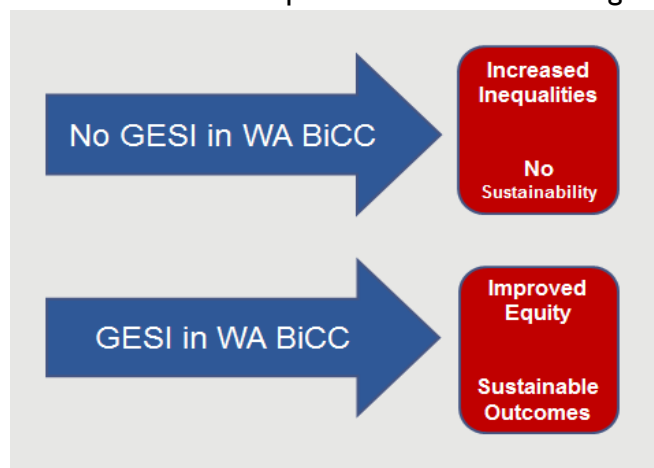 No GESI in WA BiCC
Increased
Inequalities
No
Sustainability
GESI in WA BiCC
Improved
Equity
Sustainable
Outcomes